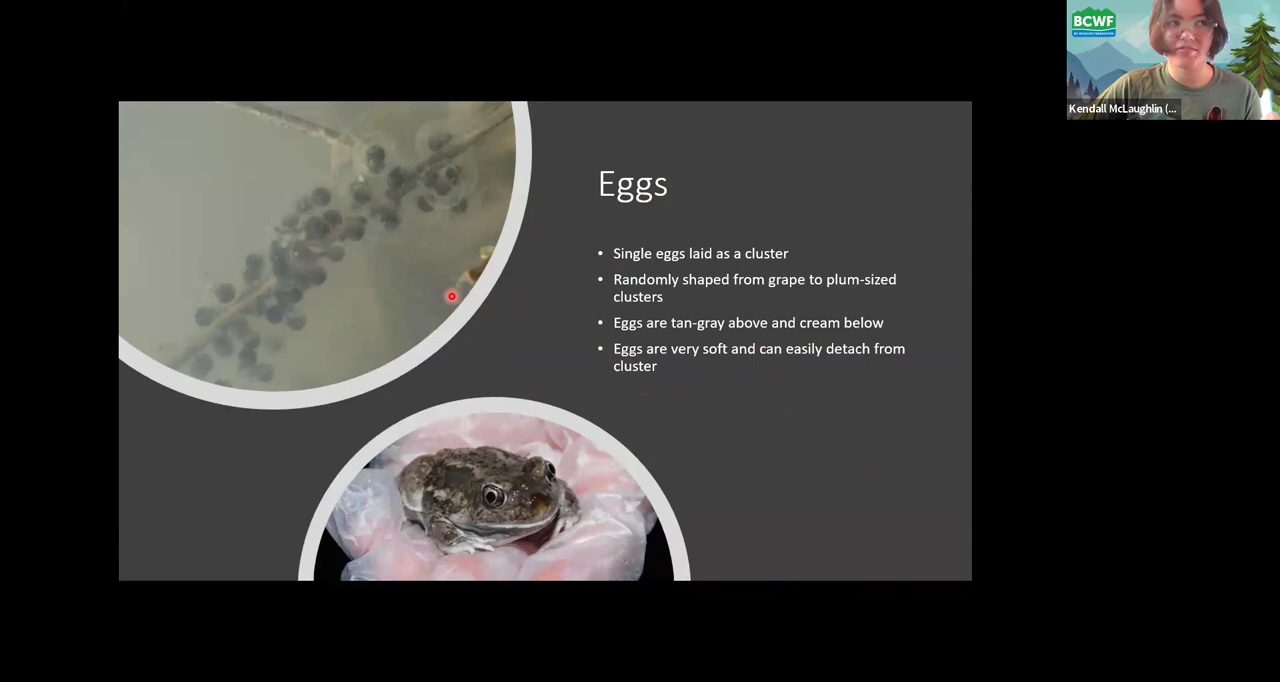 BCWF
Kendall McLaughlin (...
Eggs
• Single eggs laid as a cluster
• Randomly shaped from grape to plum-sized
clusters
• Eggs are tan-gray above and cream below
• Eggs are very soft and can easily detach from
cluster